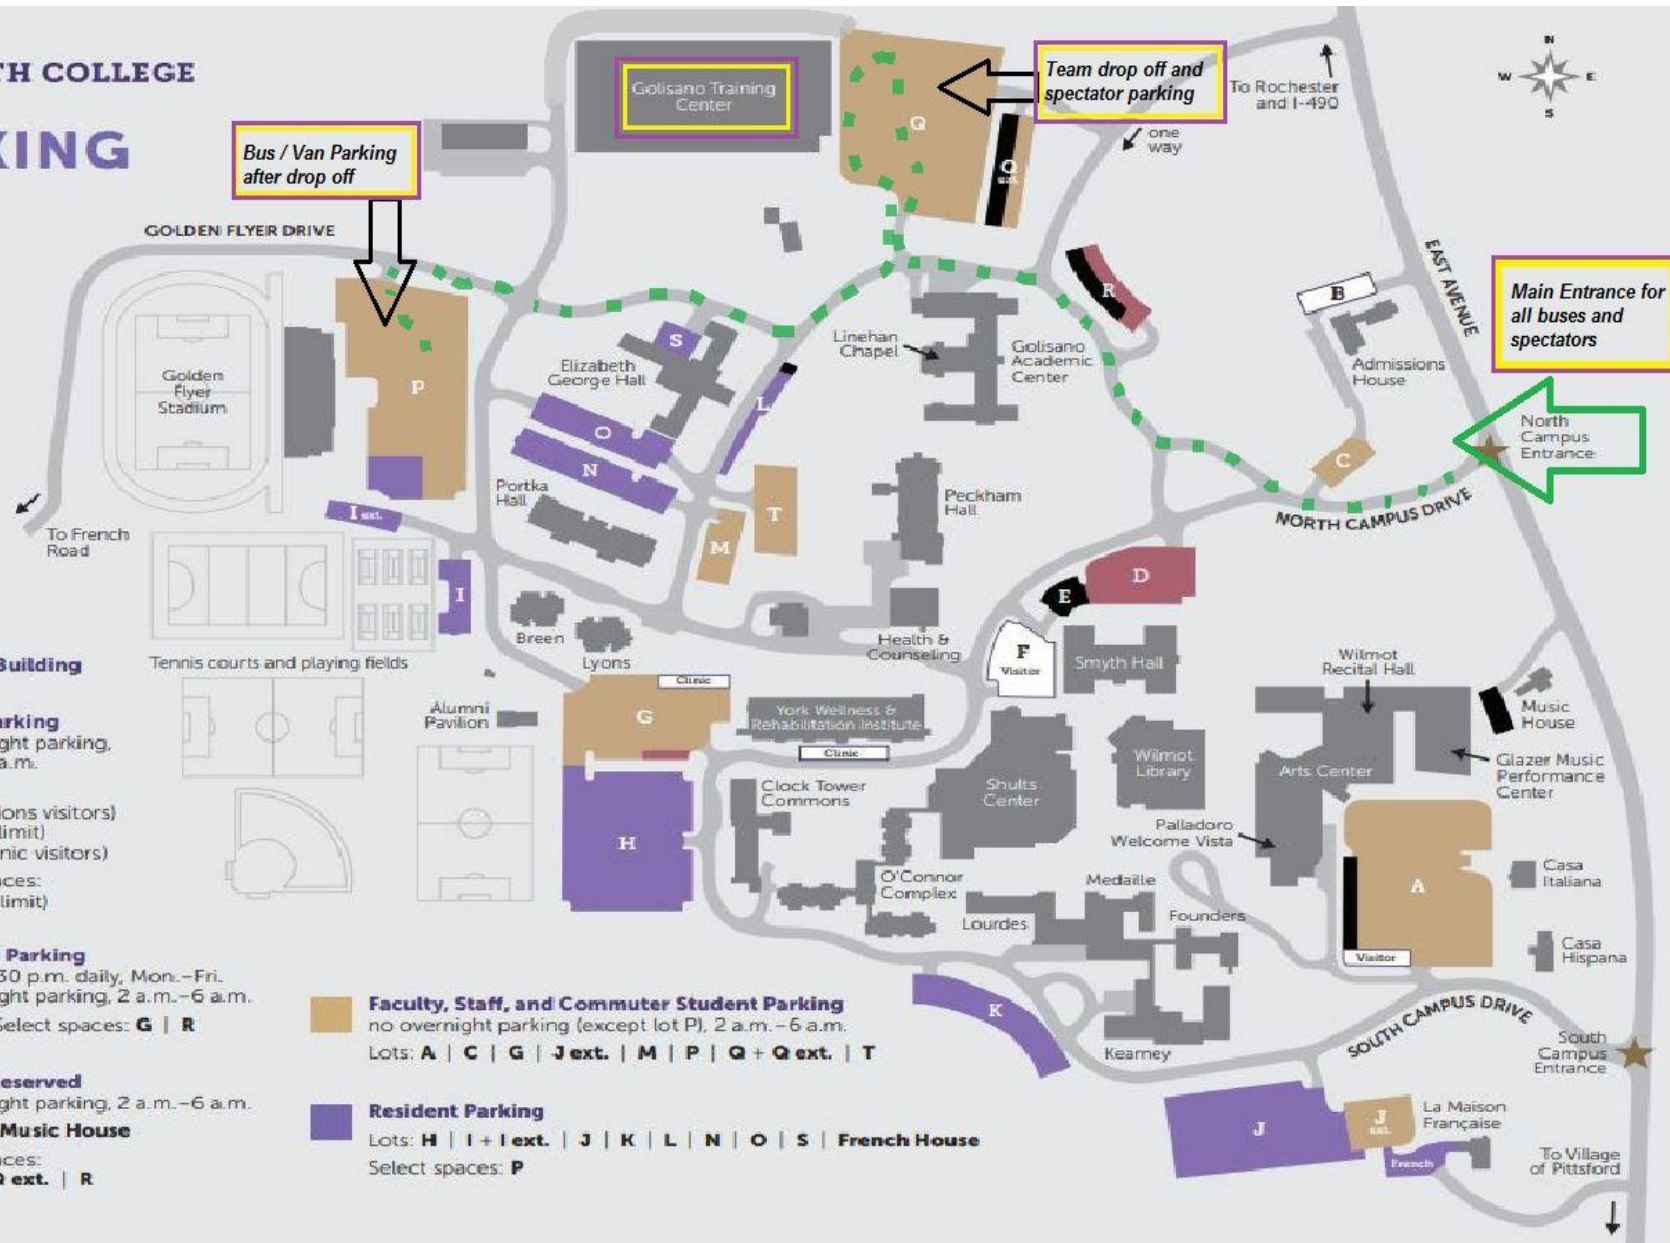 TH COLLEGE
KING
Golisano Training
Center
Team drop off and
spectator parking
Bus / Van Parking
after drop off
Main Entrance for
all buses and
spectators
To Rochester
and I-490
one
way
N
W
E
S
Q
Q
ext.
GOLDEN FLYER DRIVE
EAST AVENUE
R
B
Admissions
House
Linehan
Chapel
Golisano
Academic
Center
S
Elizabeth
George Hall
Golden
Flyer
Stadium
P
L
O
N
North
Campus
Entrance
C
NORTH CAMPUS DRIVE
Portka
Hall
T
M
Peckham
Hall
I ext.
To French
Road
I
D
E
F
Visitor
Smyth Hall
Breen
Lyons
Health &
Counseling
Tennis courts and playing fields
Clinic
G
York Wellness &
Rehabilitation Institute
Clinic
Alumni
Pavilion
Wilmot
Recital Hall
Music
House
Glazer Music
Performance
Center
Arts Center
Wilmot
Library
Shults
Center
Clock Tower
Commons
H
Palladoro
Welcome Vista
O'Connor
Complex
Medaille
Lourdes
Founders
A
Visitor
Casa
Italiana
Casa
Hispana
K
Kearney
SOUTH CAMPUS DRIVE
South
Campus
Entrance
J
J
ext.
La Maison
Française
French
To Village
of Pittsford
Building
arking
ght parking,
a.m.
ions visitors)
limit)
nic visitors)
ces:
limit)
Parking
30 p.m. daily, Mon.–Fri.
ght parking, 2 a.m.–6 a.m.
Select spaces: G | R
eserved
ght parking, 2 a.m.–6 a.m.
Music House
ces:
Q ext. | R
Faculty, Staff, and Commuter Student Parking
no overnight parking (except lot P), 2 a.m.–6 a.m.
Lots: A | C | G | J ext. | M | P | Q + Q ext. | T
Resident Parking
Lots: H | I + I ext. | J | K | L | N | O | S | French House
Select spaces: P